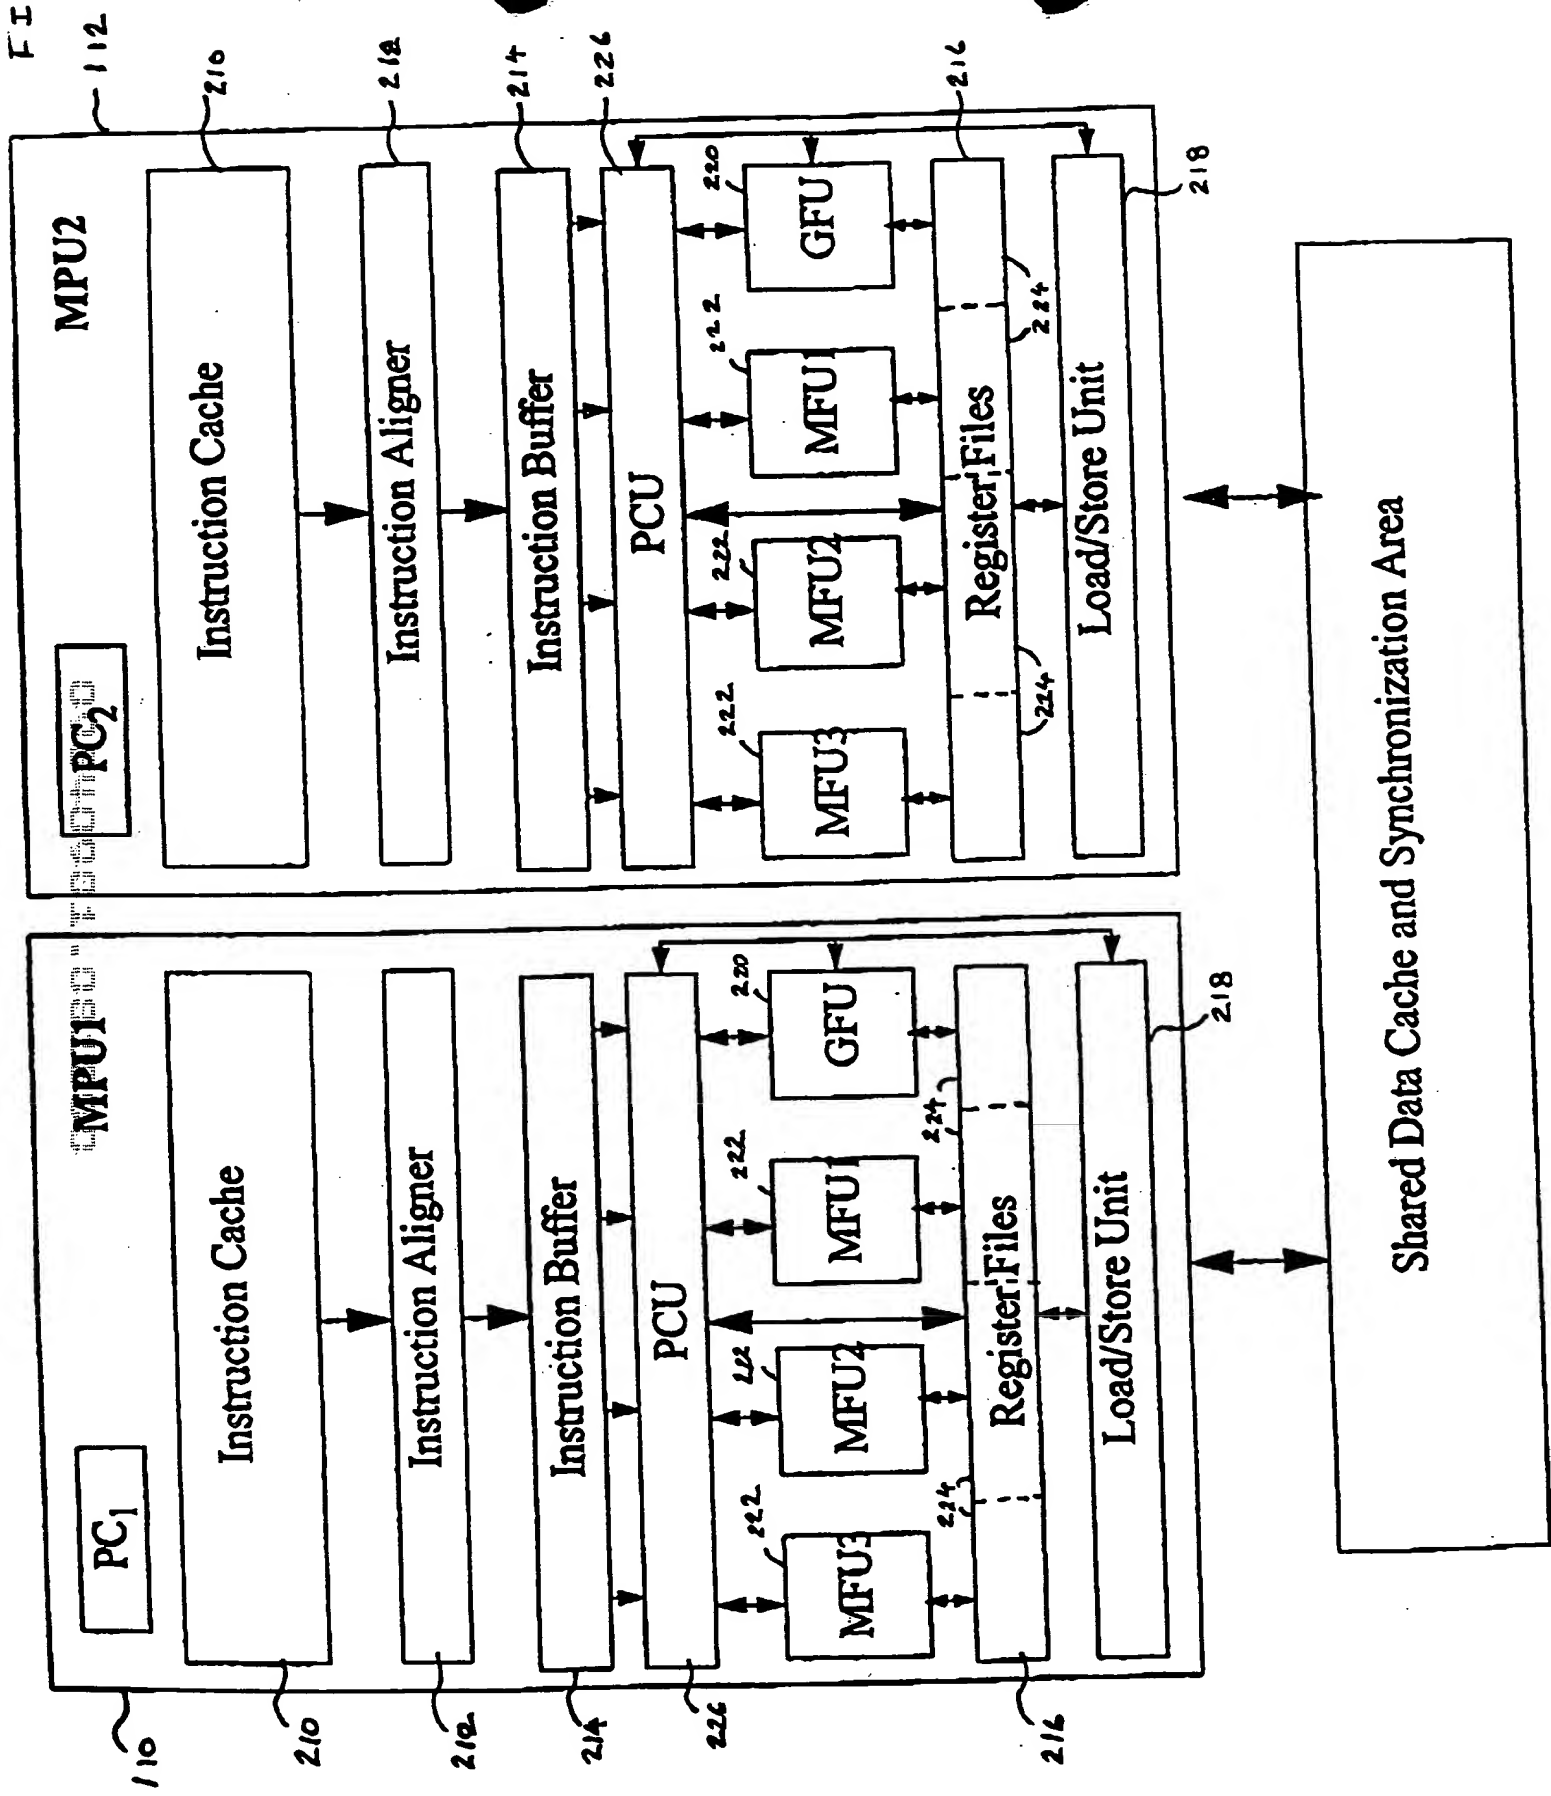 FI
112
MPU1
MPU2
PC1
PC2
110
Instruction Cache
210
Instruction Cache
210
Instruction Aligner
212
Instruction Aligner
212
Instruction Buffer
214
Instruction Buffer
214
PCU
226
PCU
226
MFU3
222
MFU2
222
MFU1
222
GFU
220
MFU3
222
MFU2
222
MFU1
222
GFU
220
Register Files
216
224
224
Register Files
216
224
224
224
Load/Store Unit
218
Load/Store Unit
218
Shared Data Cache and Synchronization Area